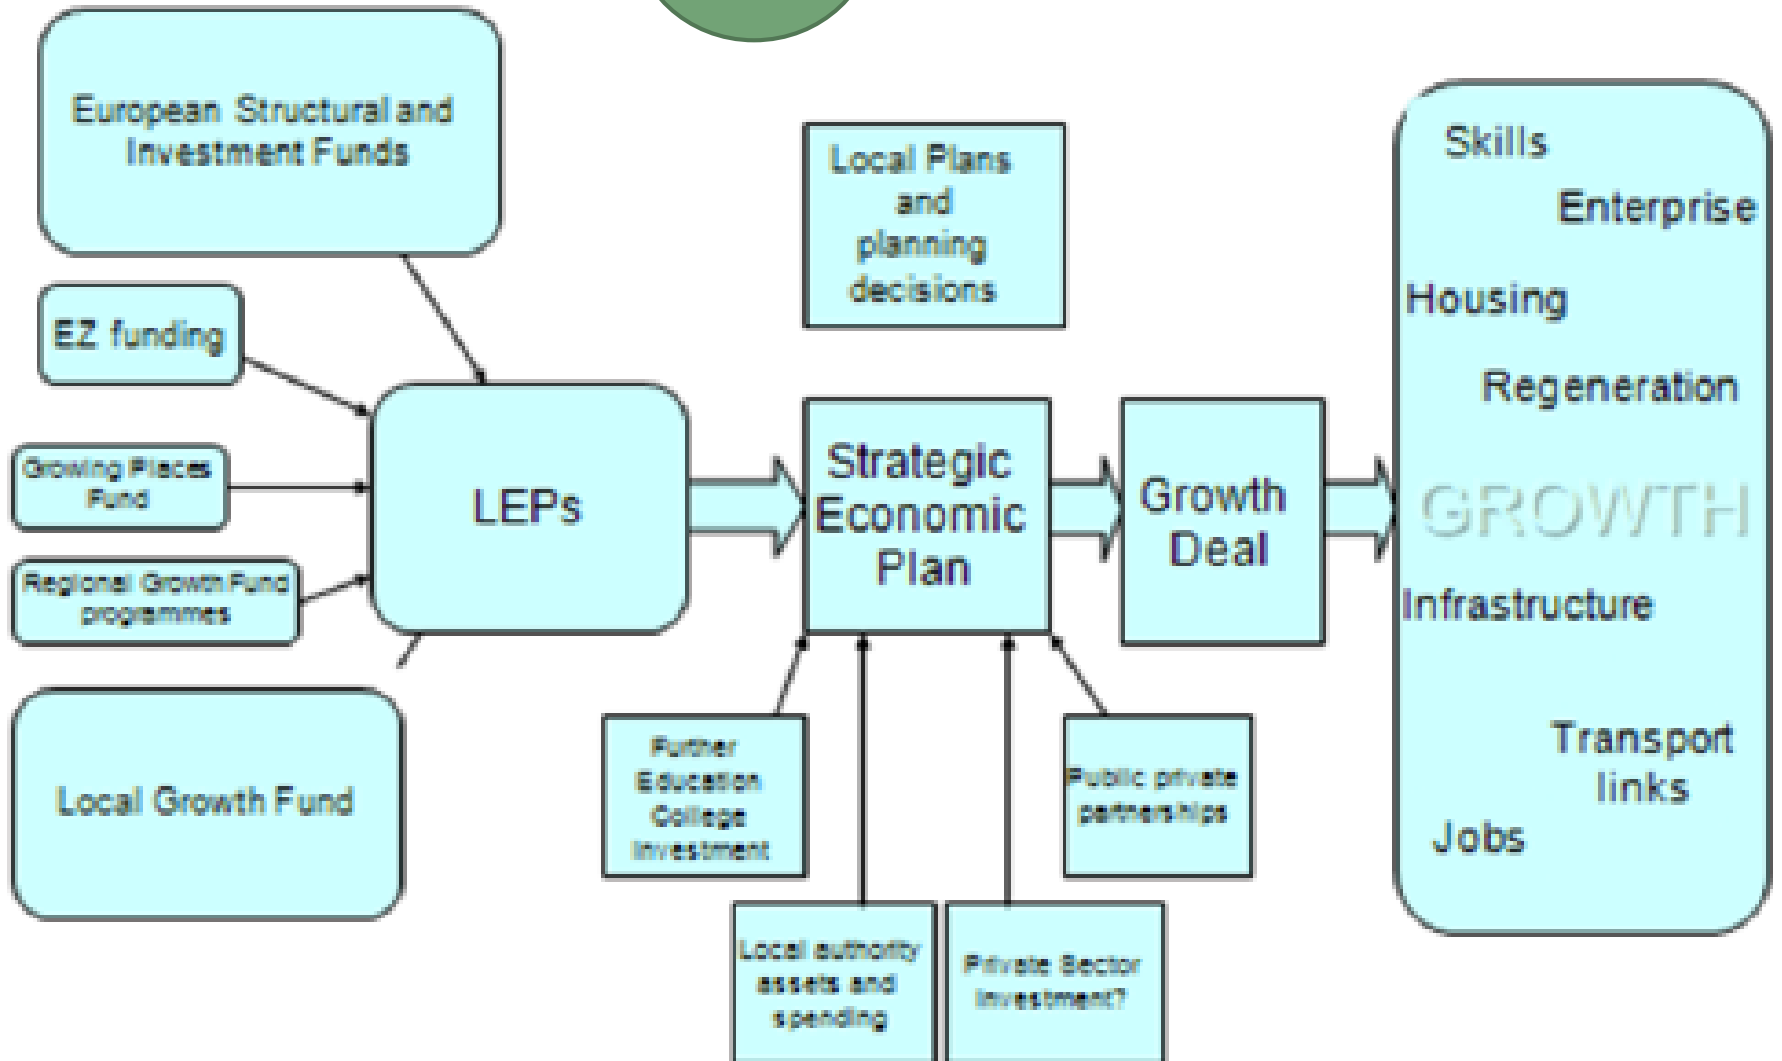 European Structural and
Investment Funds
EZ funding
Growing Places
Fund
Regional Growth Fund
programmes
Local Growth Fund
LEPs
Local Plans
and
planning
decisions
Strategic
Economic
Plan
Growth
Deal
Further
Education
College
Investment
Local authority
assets and
spending
Private Sector
Investment?
Public private
partnerships
Skills
Enterprise
Housing
Regeneration
GROWTH
Infrastructure
Transport
links
Jobs